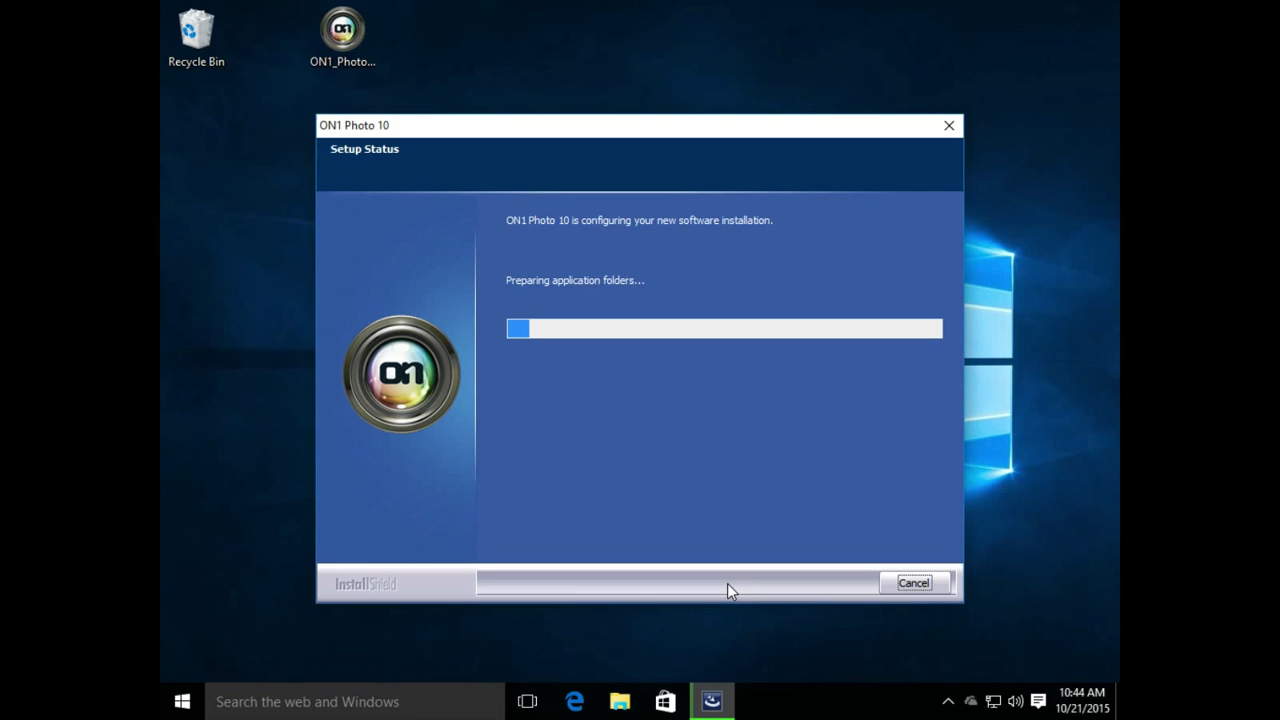 Recycle Bin
ON1_Photo...
ON1 Photo 10
Setup Status
ON1 Photo 10 is configuring your new software installation.
Preparing application folders...
ON1
InstallShield
Cancel
Search the web and Windows
10:44 AM
10/21/2015